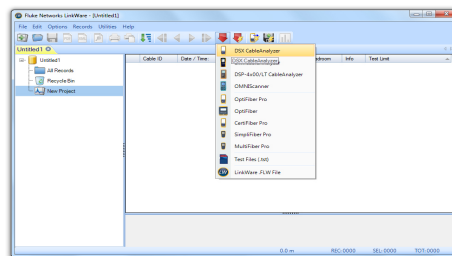 Fluke Networks LinkWare - [Untitled1]
File Edit Options Records Utilities Help
Untitled1
Untitled1
All Records
Recycle Bin
New Project
Cable ID Date / Time Info Test Limit
DSX CableAnalyzer
DSX CableAnalyzer
DSP-4x00/LT CableAnalyzer
OMNIScanner
OptiFiber Pro
OptiFiber
CertiFiber Pro
SimpliFiber Pro
MultiFiber Pro
Test Files (.tst)
LinkWare .FLW File
0.0 m REC:0000 SEL:0000 TOT:0000